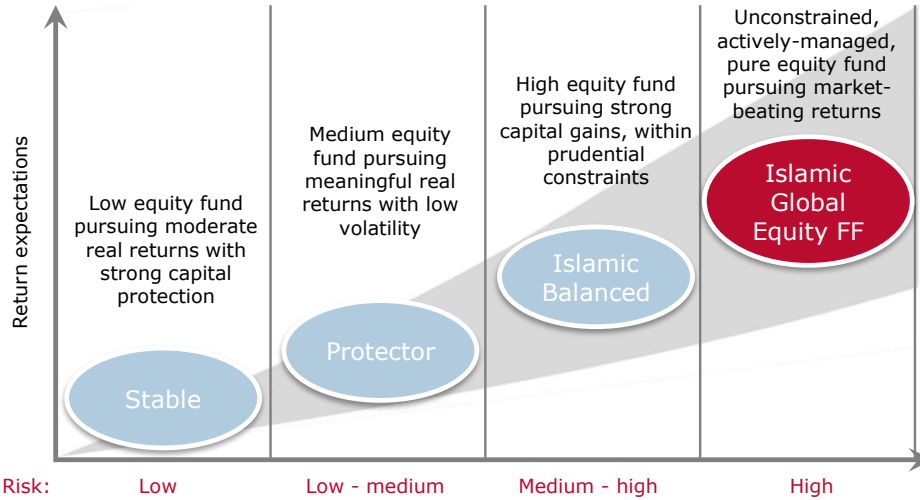 Return expectations
Low equity fund
pursuing moderate
real returns with
strong capital
protection
Stable
Medium equity
fund pursuing
meaningful real
returns with low
volatility
Protector
High equity fund
pursuing strong
capital gains, within
prudential
constraints
Islamic
Balanced
Unconstrained,
actively-managed,
pure equity fund
pursuing market-
beating returns
Islamic
Global
Equity FF
Risk:
Low
Low - medium
Medium - high
High